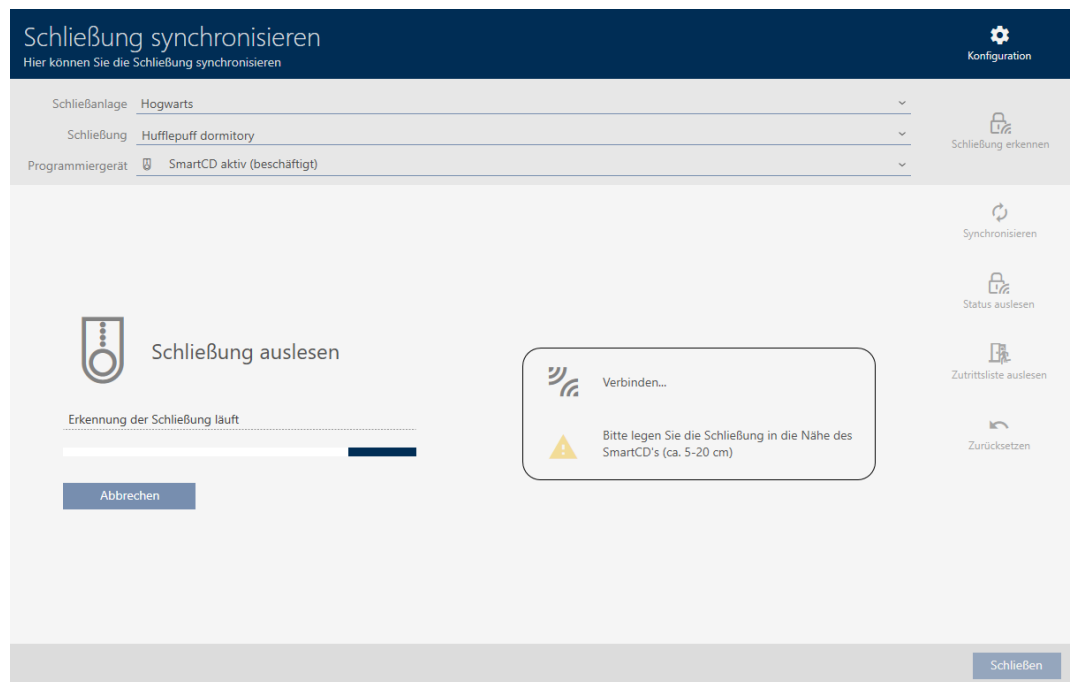 Schließung synchronisieren
Hier können Sie die Schließung synchronisieren
Konfiguration
Schließanlage Hogwarts
Schließung Hufflepuff dormitory
Programmiergerät SmartCD aktiv (beschäftigt)
Schließung erkennen
Synchronisieren
Status auslesen
Zutrittsliste auslesen
Zurücksetzen
Schließung auslesen
Erkennung der Schließung läuft
Abbrechen
Verbinden...
Bitte legen Sie die Schließung in die Nähe des
SmartCD's (ca. 5-20 cm)
Schließen